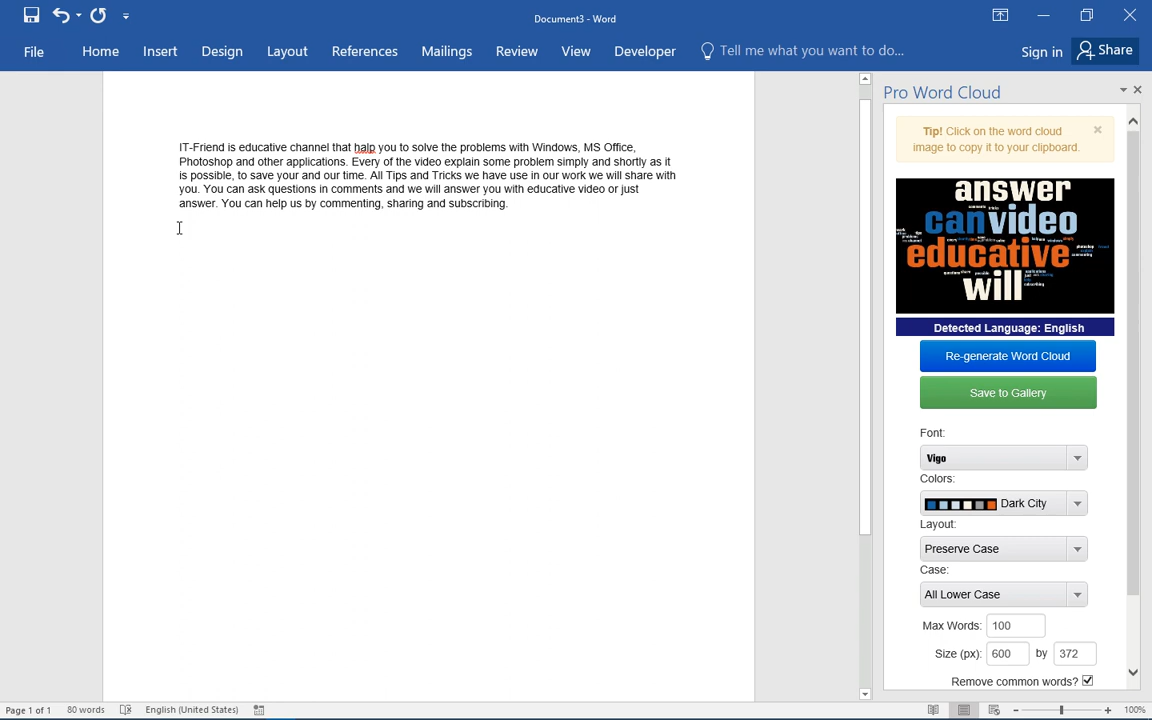 Document3 - Word
File Home Insert Design Layout References Mailings Review View Developer Tell me what you want to do... Sign in Share
IT-Friend is educative channel that halp you to solve the problems with Windows, MS Office,
Photoshop and other applications. Every of the video explain some problem simply and shortly as it
is possible, to save your and our time. All Tips and Tricks we have use in our work we will share with
you. You can ask questions in comments and we will answer you with educative video or just
answer. You can help us by commenting, sharing and subscribing.
Pro Word Cloud
Tip! Click on the word cloud
image to copy it to your clipboard.
answer
can video
educative
will
Detected Language: English
Re-generate Word Cloud
Save to Gallery
Font:
Vigo
Colors:
Dark City
Layout:
Preserve Case
Case:
All Lower Case
Max Words: 100
Size (px): 600 by 372
Remove common words?
Page 1 of 1 80 words English (United States) 100%